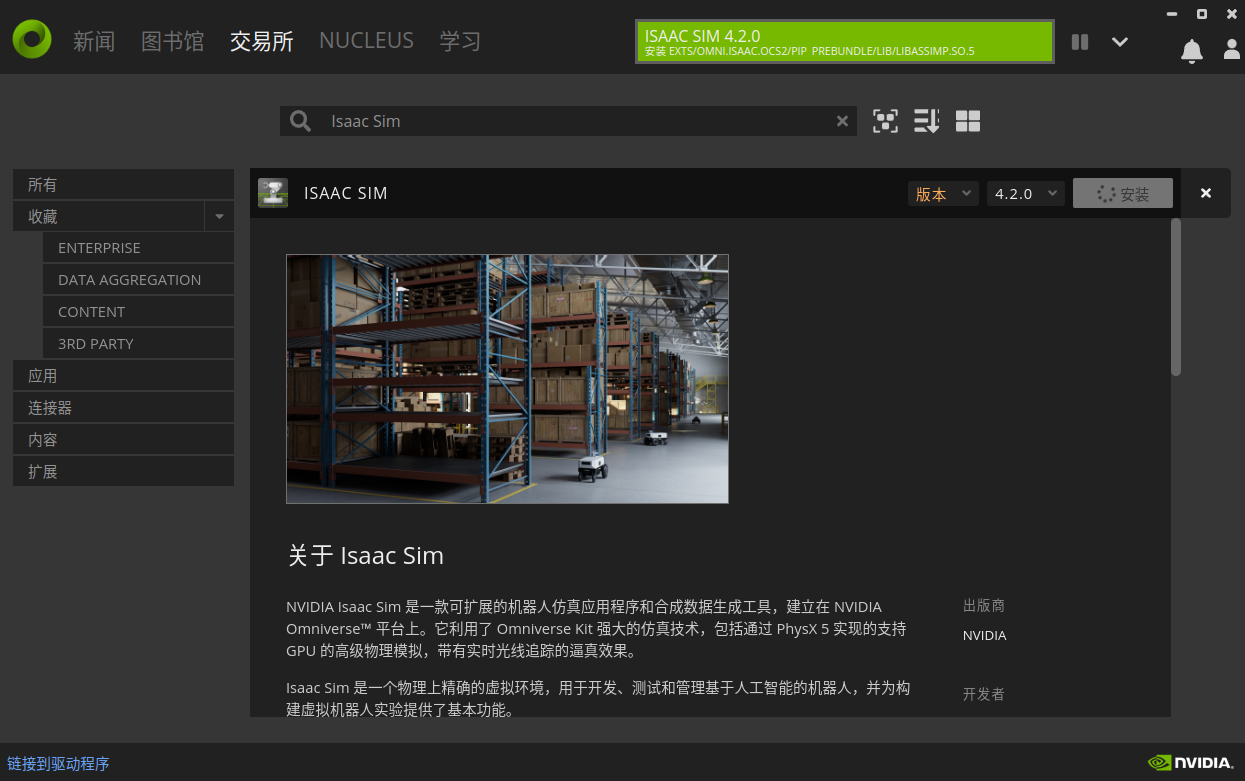 新闻 图书馆 交易所 NUCLEUS 学习
ISAAC SIM 4.2.0
安装 EXTS/OMNI.ISAAC.OCS2/PIP_PREBUNDLE/LIB/LIBASSIMP.SO.5
Isaac Sim
所有
收藏
ENTERPRISE
DATA AGGREGATION
CONTENT
3RD PARTY
应用
连接器
内容
扩展
ISAAC SIM 版本 4.2.0 安装
关于 Isaac Sim
NVIDIA Isaac Sim 是一款可扩展的机器人仿真应用程序和合成数据生成工具，建立在 NVIDIA
Omniverse™ 平台上。它利用了 Omniverse Kit 强大的仿真技术，包括通过 PhysX 5 实现的支持
GPU 的高级物理模拟，带有实时光线追踪的逼真效果。
Isaac Sim 是一个物理上精确的虚拟环境，用于开发、测试和管理基于人工智能的机器人，并为构
建虚拟机器人实验提供了基本功能。
出版商
NVIDIA
开发者
链接到驱动程序
NVIDIA.